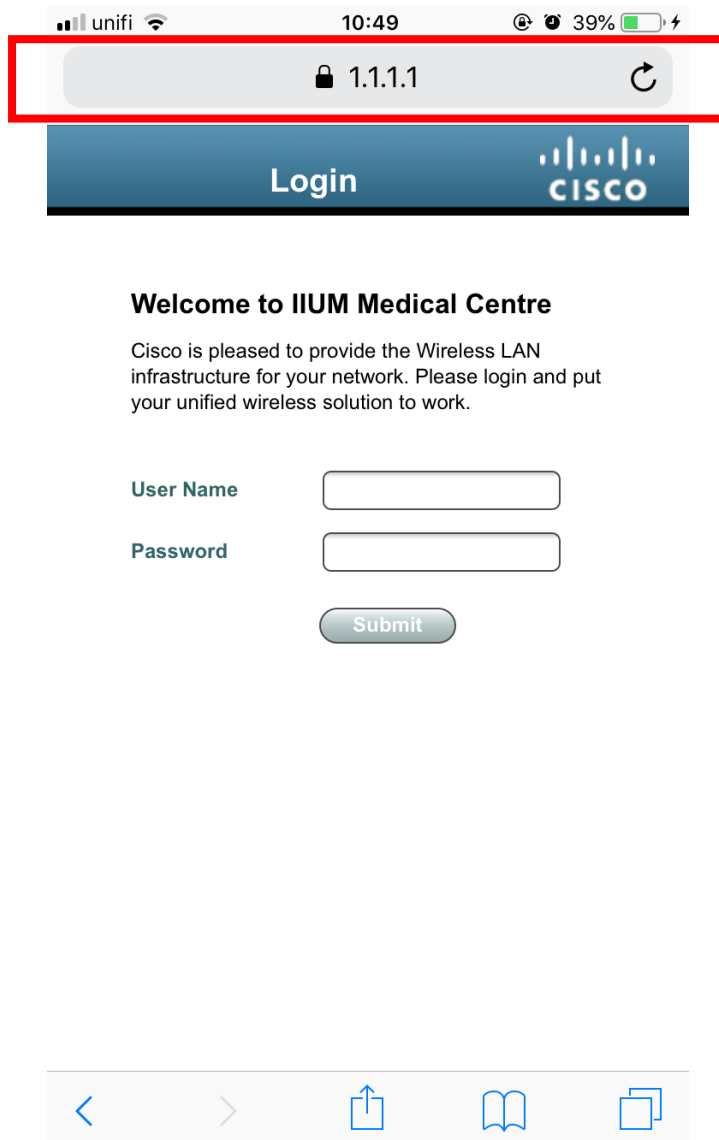 unifi 10:49 39%
1.1.1.1
Login
CISCO
Welcome to IIUM Medical Centre
Cisco is pleased to provide the Wireless LAN
infrastructure for your network. Please login and put
your unified wireless solution to work.
User Name
Password
Submit